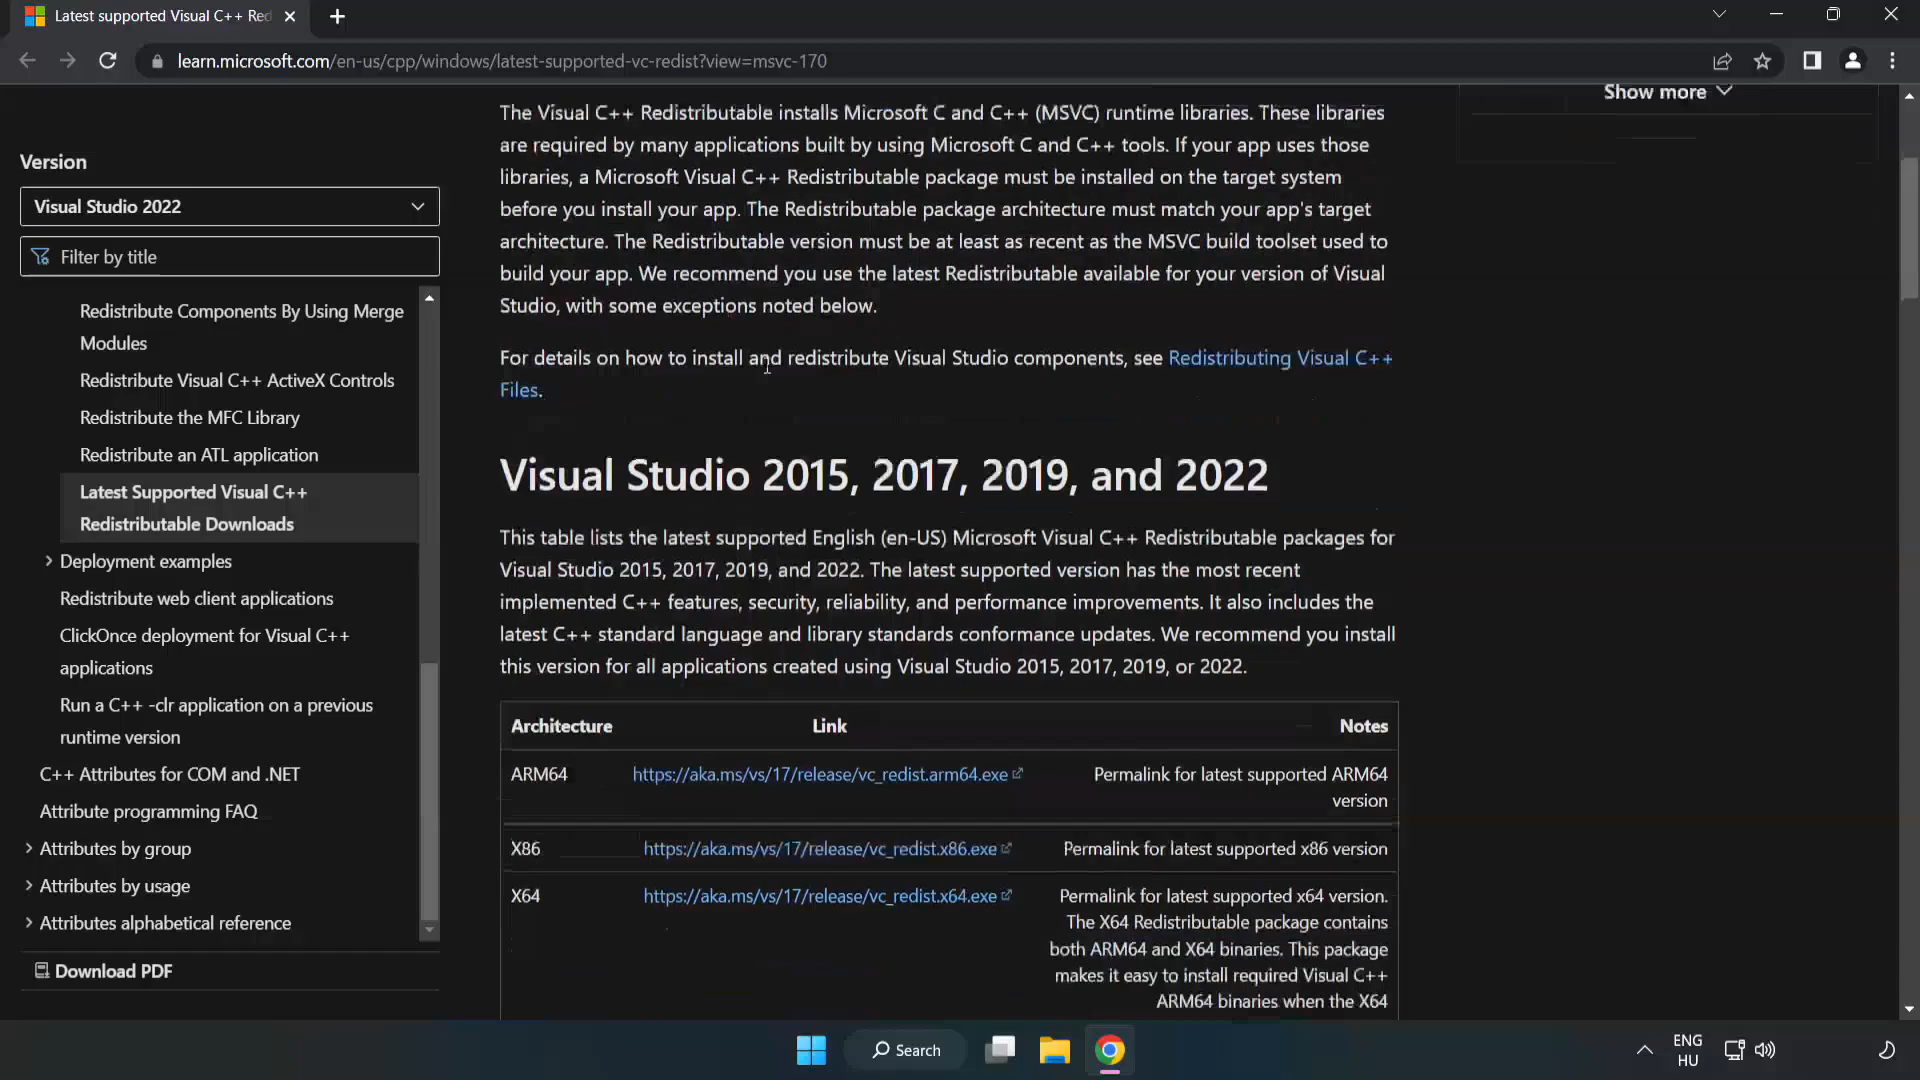 Latest supported Visual C++ Red
learn.microsoft.com/en-us/cpp/windows/latest-supported-vc-redist?view=msvc-170
Version
Visual Studio 2022
Filter by title
Redistribute Components By Using Merge
Modules
Redistribute Visual C++ ActiveX Controls
Redistribute the MFC Library
Redistribute an ATL application
Latest Supported Visual C++
Redistributable Downloads
Deployment examples
Redistribute web client applications
ClickOnce deployment for Visual C++
applications
Run a C++ -clr application on a previous
runtime version
C++ Attributes for COM and .NET
Attribute programming FAQ
Attributes by group
Attributes by usage
Attributes alphabetical reference
Download PDF
The Visual C++ Redistributable installs Microsoft C and C++ (MSVC) runtime libraries. These libraries
are required by many applications built by using Microsoft C and C++ tools. If your app uses those
libraries, a Microsoft Visual C++ Redistributable package must be installed on the target system
before you install your app. The Redistributable package architecture must match your app's target
architecture. The Redistributable version must be at least as recent as the MSVC build toolset used to
build your app. We recommend you use the latest Redistributable available for your version of Visual
Studio, with some exceptions noted below.
For details on how to install and redistribute Visual Studio components, see Redistributing Visual C++
Files.
Visual Studio 2015, 2017, 2019, and 2022
This table lists the latest supported English (en-US) Microsoft Visual C++ Redistributable packages for
Visual Studio 2015, 2017, 2019, and 2022. The latest supported version has the most recent
implemented C++ features, security, reliability, and performance improvements. It also includes the
latest C++ standard language and library standards conformance updates. We recommend you install
this version for all applications created using Visual Studio 2015, 2017, 2019, or 2022.
Architecture Link Notes
ARM64 https://aka.ms/vs/17/release/vc_redist.arm64.exe Permalink for latest supported ARM64
version
X86 https://aka.ms/vs/17/release/vc_redist.x86.exe Permalink for latest supported x86 version
X64 https://aka.ms/vs/17/release/vc_redist.x64.exe Permalink for latest supported x64 version.
The X64 Redistributable package contains
both ARM64 and X64 binaries. This package
makes it easy to install required Visual C++
ARM64 binaries when the X64
Show more
Search
ENG
HU